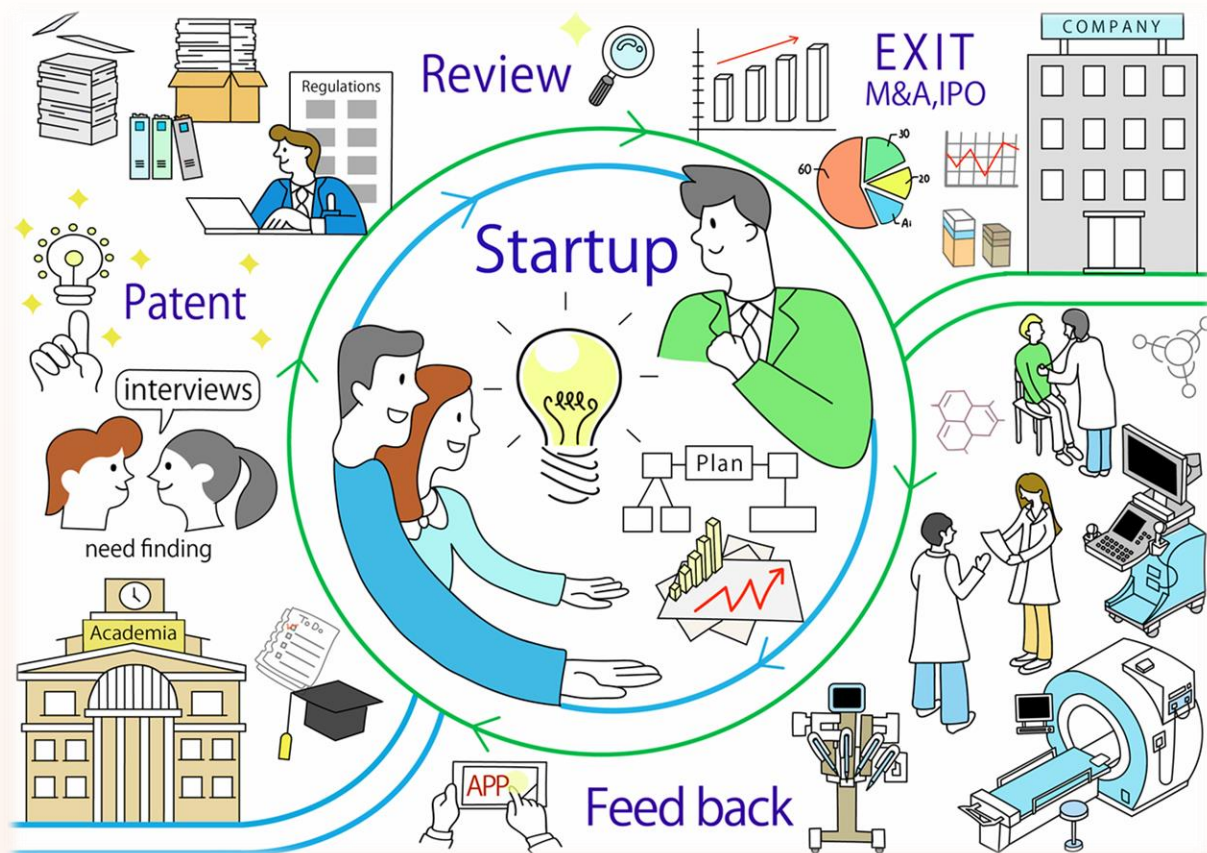 Review
EXIT
M&A,IPO
COMPANY
Regulations
30
60
20
Ai
Startup
Patent
interviews
need finding
Plan
Academia
To Do
APP
Feed back